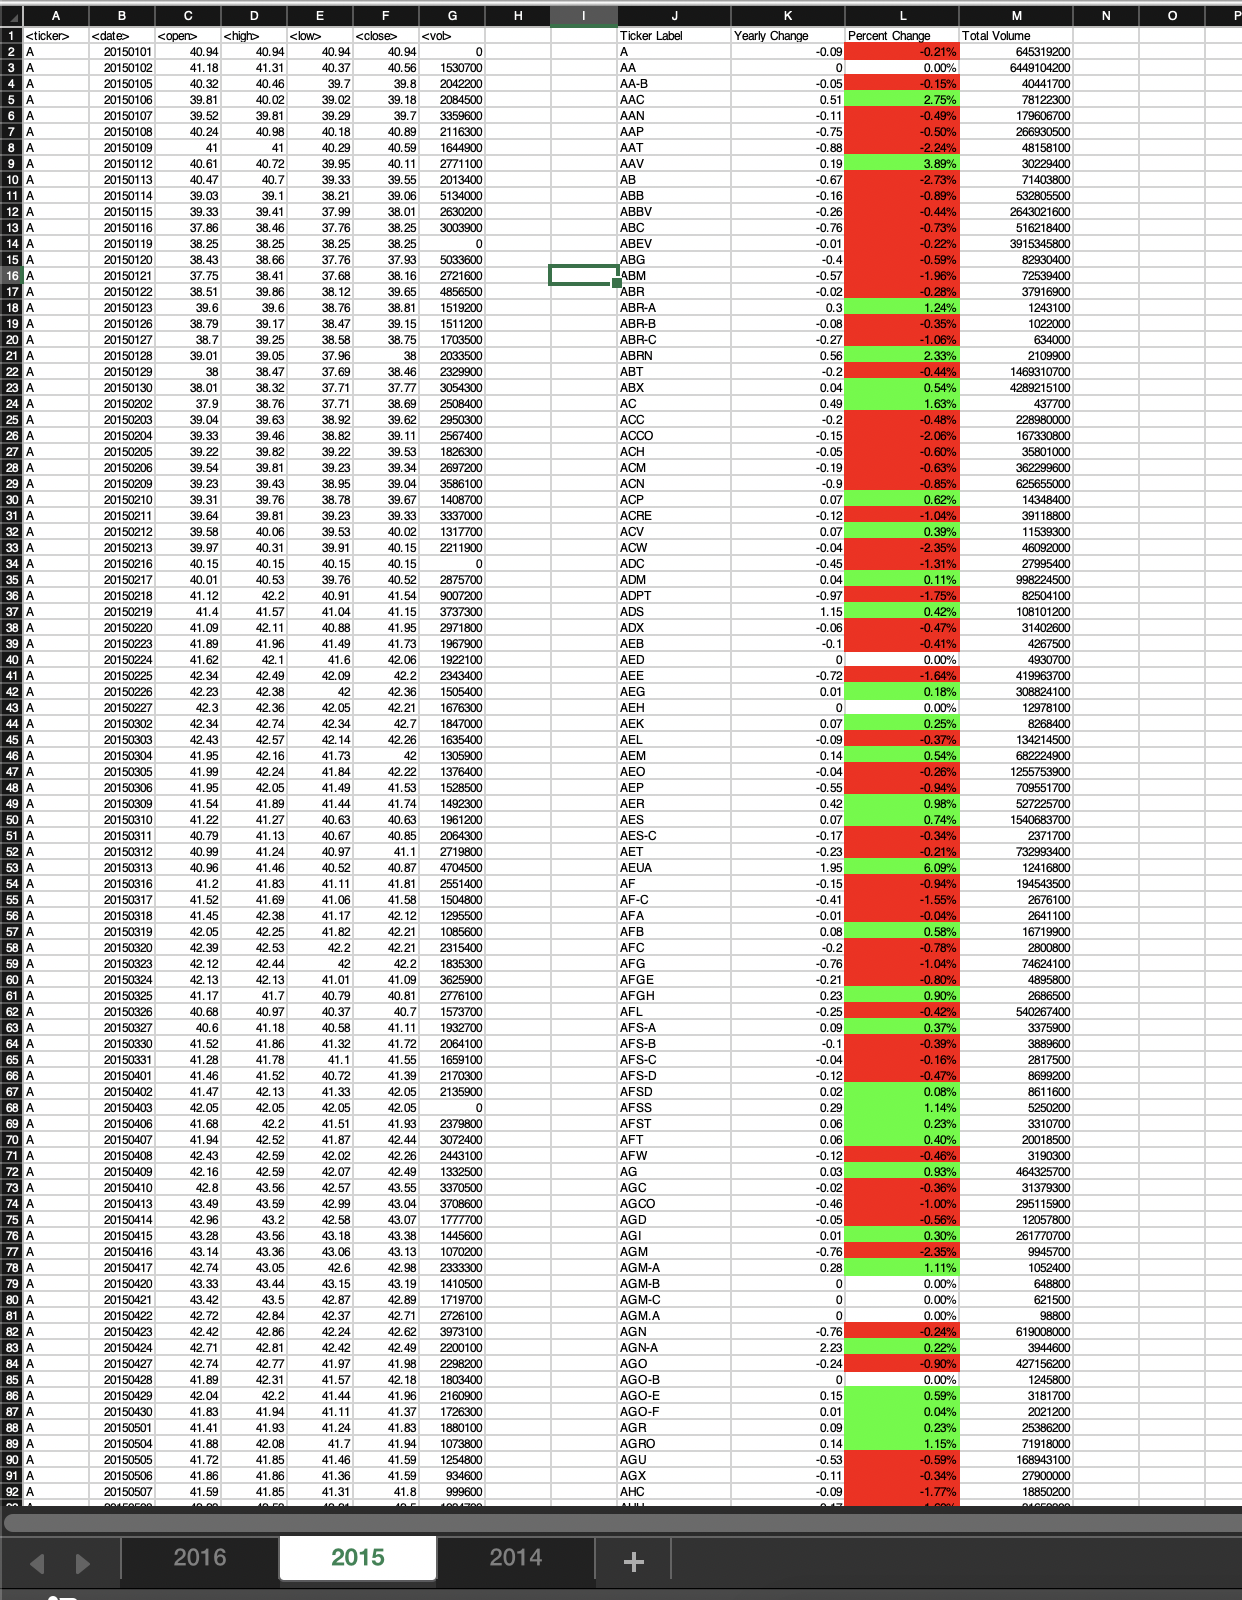 A B C D E F G H I J K L M N O P
1 <ticker> <date> <open> <high> <low> <close> <vol> Ticker Label Yearly Change Percent Change Total Volume
2 A 20150101 40.94 40.94 40.94 40.94 0 A -0.09 -0.21% 645319200
3 A 20150102 41.18 41.31 40.37 40.56 1530700 AA 0 0.00% 6449104200
4 A 20150105 40.32 40.46 39.7 39.8 2042200 AA-B -0.05 -0.15% 40441700
5 A 20150106 39.81 40.02 39.02 39.18 2084500 AAC 0.51 2.75% 78122300
6 A 20150107 39.52 39.81 39.29 39.7 3359600 AAN -0.11 -0.49% 179606700
7 A 20150108 40.24 40.98 40.18 40.89 2116300 AAP -0.75 -0.50% 266930500
8 A 20150109 41 41 40.29 40.59 1644900 AAT -0.88 -2.24% 48158100
9 A 20150112 40.61 40.72 39.95 40.11 2771100 AAV 0.19 3.89% 30229400
10 A 20150113 40.47 40.7 39.33 39.55 2013400 AB -0.67 -2.73% 71403800
11 A 20150114 39.03 39.1 38.21 39.06 5134000 ABB -0.16 -0.89% 532805500
12 A 20150115 39.33 39.41 37.99 38.01 2630200 ABBV -0.26 -0.44% 2643021600
13 A 20150116 37.86 38.46 37.76 38.25 3003900 ABC -0.76 -0.73% 516218400
14 A 20150119 38.25 38.25 38.25 38.25 0 ABEV -0.01 -0.22% 3915345800
15 A 20150120 38.43 38.66 37.76 37.93 5033600 ABG -0.4 -0.59% 82930400
16 A 20150121 37.75 38.41 37.68 38.16 2721600 ABM -0.57 -1.96% 72539400
17 A 20150122 38.51 39.86 38.12 39.65 4856500 ABR -0.02 -0.28% 37916900
18 A 20150123 39.6 39.6 38.76 38.81 1519200 ABR-A 0.3 1.24% 1243100
19 A 20150126 38.79 39.17 38.47 39.15 1511200 ABR-B -0.08 -0.35% 1022000
20 A 20150127 38.7 39.25 38.58 38.75 1703500 ABR-C -0.27 -1.06% 634000
21 A 20150128 39.01 39.05 37.96 38 2033500 ABRN 0.56 2.33% 2109900
22 A 20150129 38 38.47 37.69 38.46 2329900 ABT -0.2 -0.44% 1469310700
23 A 20150130 38.01 38.32 37.71 37.77 3054300 ABX 0.04 0.54% 4289215100
24 A 20150202 37.9 38.76 37.71 38.69 2508400 AC 0.49 1.63% 437700
25 A 20150203 39.04 39.63 38.92 39.62 2950300 ACC -0.2 -0.48% 228980000
26 A 20150204 39.33 39.46 38.82 39.11 2567400 ACCO -0.15 -2.06% 167330800
27 A 20150205 39.22 39.82 39.22 39.53 1826300 ACH -0.05 -0.60% 35801000
28 A 20150206 39.54 39.81 39.23 39.34 2697200 ACM -0.19 -0.63% 362299600
29 A 20150209 39.23 39.43 38.95 39.04 3586100 ACN -0.9 -0.85% 625655000
30 A 20150210 39.31 39.76 38.78 39.67 1408700 ACP 0.07 0.62% 14348400
31 A 20150211 39.64 39.81 39.23 39.33 3337000 ACRE -0.12 -1.04% 39118800
32 A 20150212 39.58 40.06 39.53 40.02 1317700 ACV 0.07 0.39% 11539300
33 A 20150213 39.97 40.31 39.91 40.15 2211900 ACW -0.04 -2.35% 46092000
34 A 20150216 40.15 40.15 40.15 40.15 0 ADC -0.45 -1.31% 27995400
35 A 20150217 40.01 40.53 39.76 40.52 2875700 ADM 0.04 0.11% 998224500
36 A 20150218 41.12 42.2 40.91 41.54 9007200 ADPT -0.97 -1.75% 82504100
37 A 20150219 41.4 41.57 41.04 41.15 3737300 ADS 1.15 0.42% 108101200
38 A 20150220 41.09 42.11 40.88 41.95 2971800 ADX -0.06 -0.47% 31402600
39 A 20150223 41.89 41.96 41.49 41.73 1967900 AEB -0.1 -0.41% 4267500
40 A 20150224 41.62 42.1 41.6 42.06 1922100 AED 0 0.00% 4930700
41 A 20150225 42.34 42.49 42.09 42.2 2343400 AEE -0.72 -1.64% 419963700
42 A 20150226 42.23 42.38 42 42.36 1505400 AEG 0.01 0.18% 308824100
43 A 20150227 42.3 42.36 42.05 42.21 1676300 AEH 0 0.00% 12978100
44 A 20150302 42.34 42.74 42.34 42.7 1847000 AEK 0.07 0.25% 8268400
45 A 20150303 42.43 42.57 42.14 42.26 1635400 AEL -0.09 -0.37% 134214500
46 A 20150304 41.95 42.16 41.73 42 1305900 AEM 0.14 0.54% 682224900
47 A 20150305 41.99 42.24 41.84 42.22 1376400 AEO -0.04 -0.26% 1255753900
48 A 20150306 41.95 42.05 41.49 41.53 1528500 AEP -0.55 -0.94% 709551700
49 A 20150309 41.54 41.89 41.44 41.74 1492300 AER 0.42 0.98% 527225700
50 A 20150310 41.22 41.27 40.63 40.63 1961200 AES 0.07 0.74% 1540683700
51 A 20150311 40.79 41.13 40.67 40.85 2064300 AES-C -0.17 -0.34% 2371700
52 A 20150312 40.99 41.24 40.97 41.1 2719800 AET -0.23 -0.21% 732993400
53 A 20150313 40.96 41.46 40.52 40.87 4704500 AEUA 1.95 6.09% 12416800
54 A 20150316 41.2 41.83 41.11 41.81 2551400 AF -0.15 -0.94% 194543500
55 A 20150317 41.52 41.69 41.06 41.58 1504800 AF-C -0.41 -1.55% 2676100
56 A 20150318 41.45 42.38 41.17 42.12 1295500 AFA -0.01 -0.04% 2641100
57 A 20150319 42.05 42.25 41.82 42.21 1085600 AFB 0.08 0.58% 16719900
58 A 20150320 42.39 42.53 42.2 42.21 2315400 AFC -0.2 -0.78% 2800800
59 A 20150323 42.12 42.44 42 42.2 1835300 AFG -0.76 -1.04% 74624100
60 A 20150324 42.13 42.13 41.01 41.09 3625900 AFGE -0.21 -0.80% 4895800
61 A 20150325 41.17 41.7 40.79 40.81 2776100 AFGH 0.23 0.90% 2686500
62 A 20150326 40.68 40.97 40.37 40.7 1573700 AFL -0.25 -0.42% 540267400
63 A 20150327 40.6 41.18 40.58 41.11 1932700 AFS-A 0.09 0.37% 3375900
64 A 20150330 41.52 41.86 41.32 41.72 2064100 AFS-B -0.1 -0.39% 3889600
65 A 20150331 41.28 41.78 41.1 41.55 1659100 AFS-C -0.04 -0.16% 2817500
66 A 20150401 41.46 41.52 40.72 41.39 2170300 AFS-D -0.12 -0.47% 8699200
67 A 20150402 41.47 42.13 41.33 42.05 2135900 AFSD 0.02 0.08% 8611600
68 A 20150403 42.05 42.05 42.05 42.05 0 AFSS 0.29 1.14% 5250200
69 A 20150406 41.68 42.2 41.51 41.93 2379800 AFST 0.06 0.23% 3310700
70 A 20150407 41.94 42.52 41.87 42.44 3072400 AFT 0.06 0.40% 20018500
71 A 20150408 42.43 42.59 42.02 42.26 2443100 AFW -0.12 -0.46% 3190300
72 A 20150409 42.16 42.59 42.07 42.49 1332500 AG 0.03 0.93% 464325700
73 A 20150410 42.8 43.56 42.57 43.55 3370500 AGC -0.02 -0.36% 31379300
74 A 20150413 43.49 43.59 42.99 43.04 3708600 AGCO -0.46 -1.00% 295115900
75 A 20150414 42.96 43.2 42.58 43.07 1777700 AGD -0.05 -0.56% 12057800
76 A 20150415 43.28 43.56 43.18 43.38 1445600 AGI 0.01 0.30% 261770700
77 A 20150416 43.14 43.36 43.06 43.13 1070200 AGM -0.76 -2.35% 9945700
78 A 20150417 42.74 43.05 42.6 42.98 2333300 AGM-A 0.28 1.11% 1052400
79 A 20150420 43.33 43.44 43.15 43.19 1410500 AGM-B 0 0.00% 648800
80 A 20150421 43.42 43.5 42.87 42.89 1719700 AGM-C 0 0.00% 621500
81 A 20150422 42.72 42.84 42.37 42.71 2726100 AGM.A 0 0.00% 98800
82 A 20150423 42.42 42.86 42.24 42.62 3973100 AGN -0.76 -0.24% 619008000
83 A 20150424 42.71 42.81 42.42 42.49 2200100 AGN-A 2.23 0.22% 3944600
84 A 20150427 42.74 42.77 41.97 41.98 2298200 AGO -0.24 -0.90% 427156200
85 A 20150428 41.89 42.31 41.57 42.18 1803400 AGO-B 0 0.00% 1245800
86 A 20150429 42.04 42.2 41.44 41.96 2160900 AGO-E 0.15 0.59% 3181700
87 A 20150430 41.83 41.94 41.11 41.37 1726300 AGO-F 0.01 0.04% 2021200
88 A 20150501 41.41 41.93 41.24 41.83 1880100 AGR 0.09 0.23% 25386200
89 A 20150504 41.88 42.08 41.7 41.94 1073800 AGRO 0.14 1.15% 71918000
90 A 20150505 41.72 41.85 41.46 41.59 1254800 AGU -0.53 -0.59% 168943100
91 A 20150506 41.86 41.86 41.36 41.59 934600 AGX -0.11 -0.34% 27900000
92 A 20150507 41.59 41.85 41.31 41.8 999600 AHC -0.09 -1.77% 18850200
2016 2015 2014 +